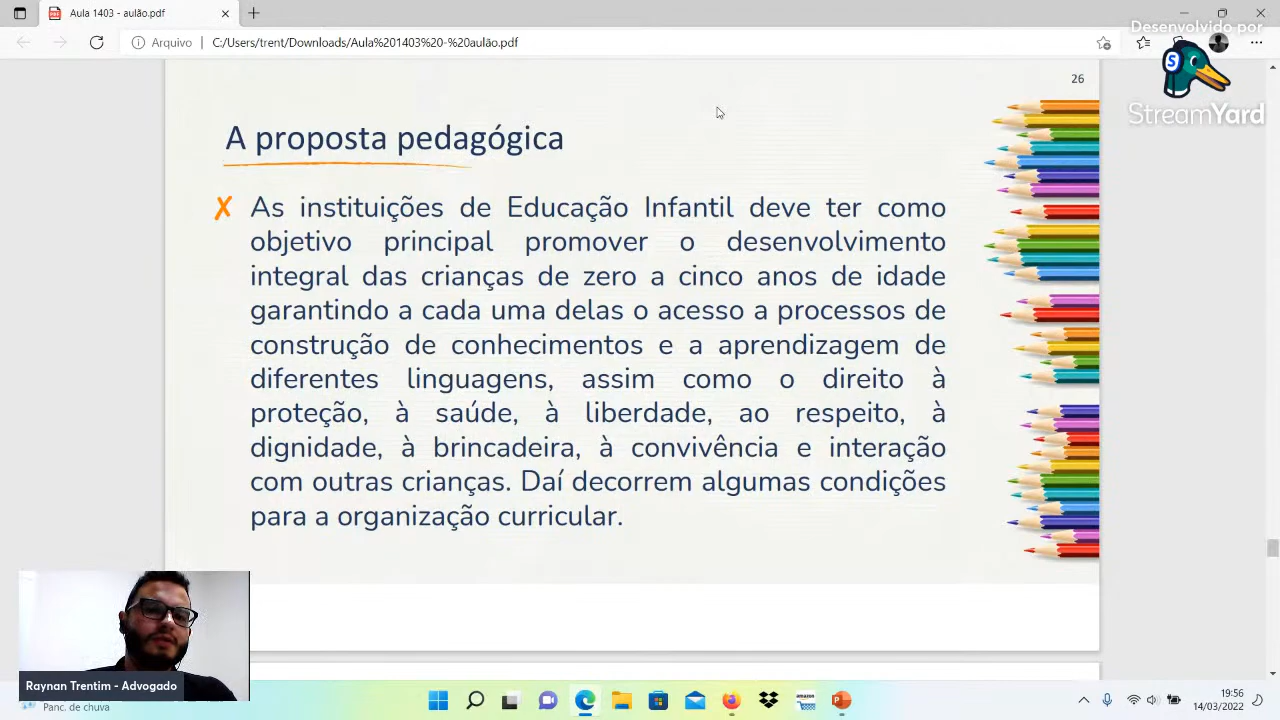 Aula 1403 - aulão.pdf
Arquivo
C:/Users/trent/Downloads/Aula%201403%20-%20aulão.pdf
Desenvolvido por
StreamYard
26
A proposta pedagógica
✗ As instituições de Educação Infantil deve ter como
objetivo principal promover o desenvolvimento
integral das crianças de zero a cinco anos de idade
garantindo a cada uma delas o acesso a processos de
construção de conhecimentos e a aprendizagem de
diferentes linguagens, assim como o direito à
proteção, à saúde, à liberdade, ao respeito, à
dignidade, à brincadeira, à convivência e interação
com outras crianças. Daí decorrem algumas condições
para a organização curricular.
Raynan Trentim - Advogado
Panc. de chuva
amazon
19:56
14/03/2022